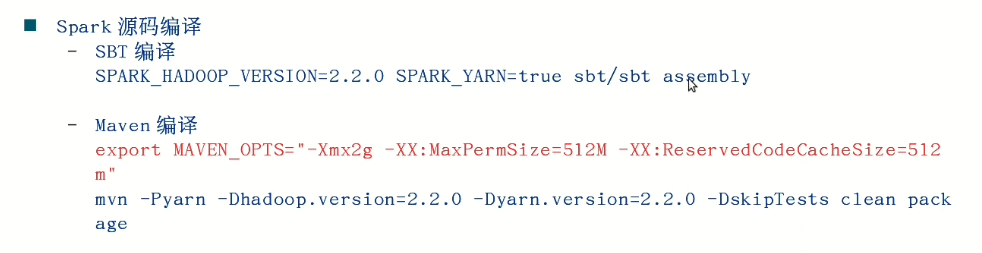 ■ Spark 源码编译
– SBT 编译
SPARK_HADOOP_VERSION=2.2.0 SPARK_YARN=true sbt/sbt assembly
– Maven 编译
export MAVEN_OPTS="-Xmx2g -XX:MaxPermSize=512M -XX:ReservedCodeCacheSize=512
m"
mvn -Pyarn -Dhadoop.version=2.2.0 -Dyarn.version=2.2.0 -DskipTests clean pack
age